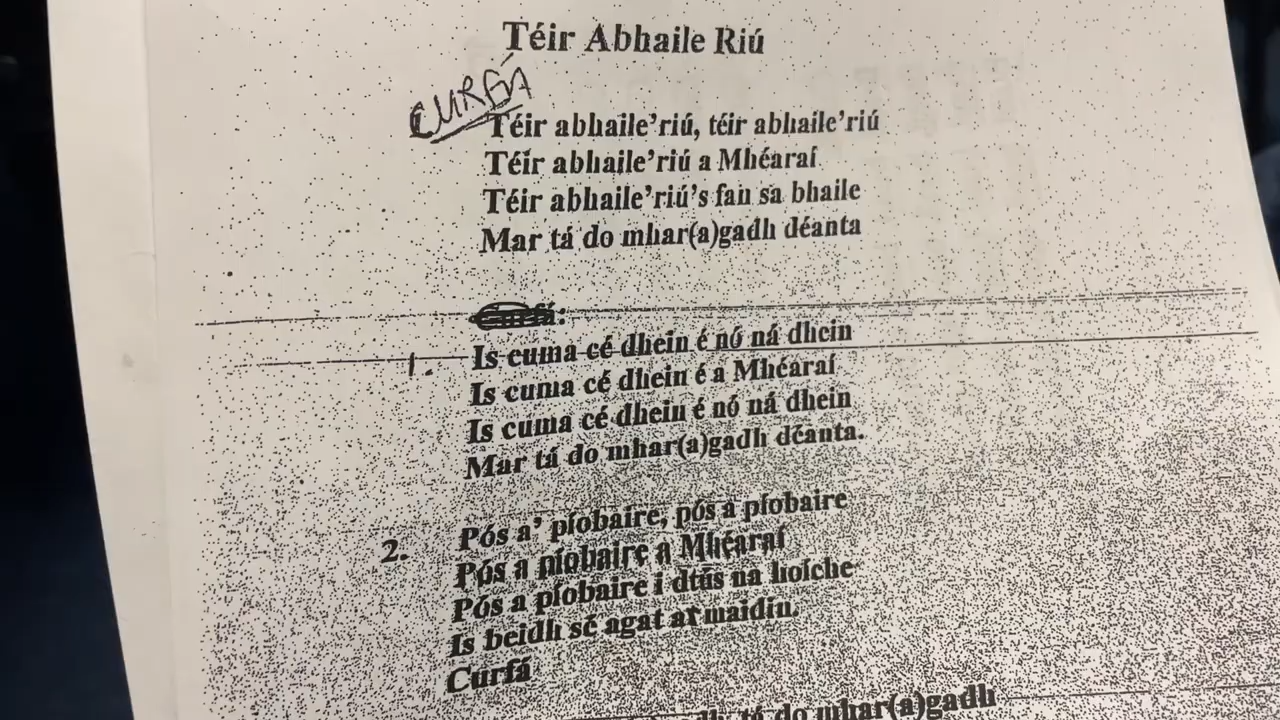 Téir Abhaile Riú
CURFÁ
Téir abhaile'riú, téir abhaile'riú
Téir abhaile'riú a Mhéaraí
Téir abhaile'riú's fan sa bhaile
Mar tá do mhar(a)gadh déanta
1. Is cuma cé dhein é nó ná dhein
Is cuma cé dhein é a Mhéaraí
Is cuma cé dhein é nó ná dhein
Mar tá do mhar(a)gadh déanta.
2. Pós a' píobaire, pós a píobaire
Pós a píobaire a Mhéaraí
Pós a píobaire i dtús na hoíche
Is beidh sé agat ar maidin.
Curfá
tá do mhar(a)gadh